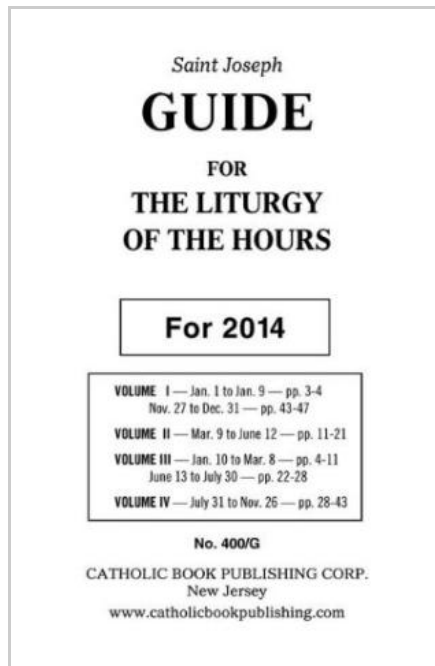 Saint Joseph
GUIDE
FOR
THE LITURGY
OF THE HOURS
For 2014
VOLUME I — Jan. 1 to Jan. 9 — pp. 3-4
Nov. 27 to Dec. 31 — pp. 43-47
VOLUME II — Mar. 9 to June 12 — pp. 11-21
VOLUME III — Jan. 10 to Mar. 8 — pp. 4-11
June 13 to July 30 — pp. 22-28
VOLUME IV — July 31 to Nov. 26 — pp. 28-43
No. 400/G
CATHOLIC BOOK PUBLISHING CORP.
New Jersey
www.catholicbookpublishing.com